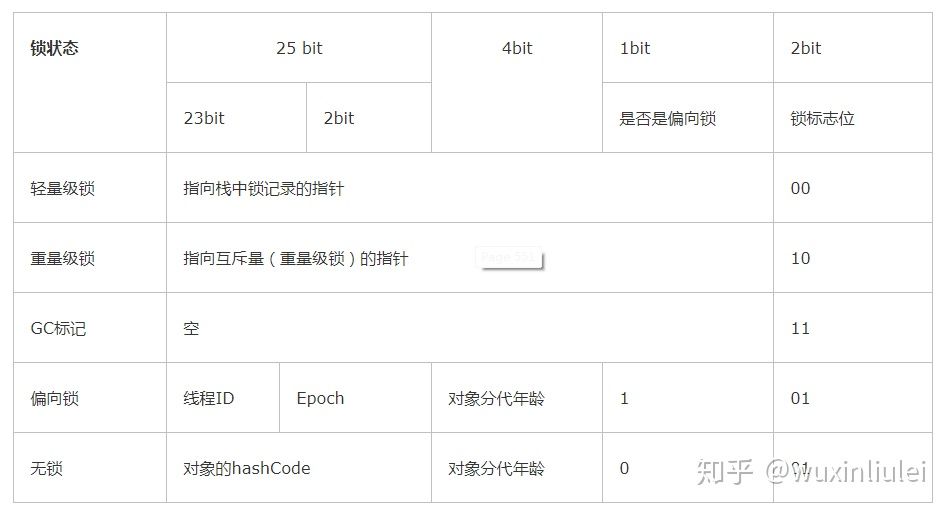 锁状态 25 bit 4bit 1bit 2bit
23bit 2bit 是否是偏向锁 锁标志位
轻量级锁 指向栈中锁记录的指针 00
重量级锁 指向互斥量(重量级锁)的指针 10
Page 551
GC标记 空 11
偏向锁 线程ID Epoch 对象分代年龄 1 01
无锁 对象的hashCode 对象分代年龄 0 01
知乎 @wuxinliulei